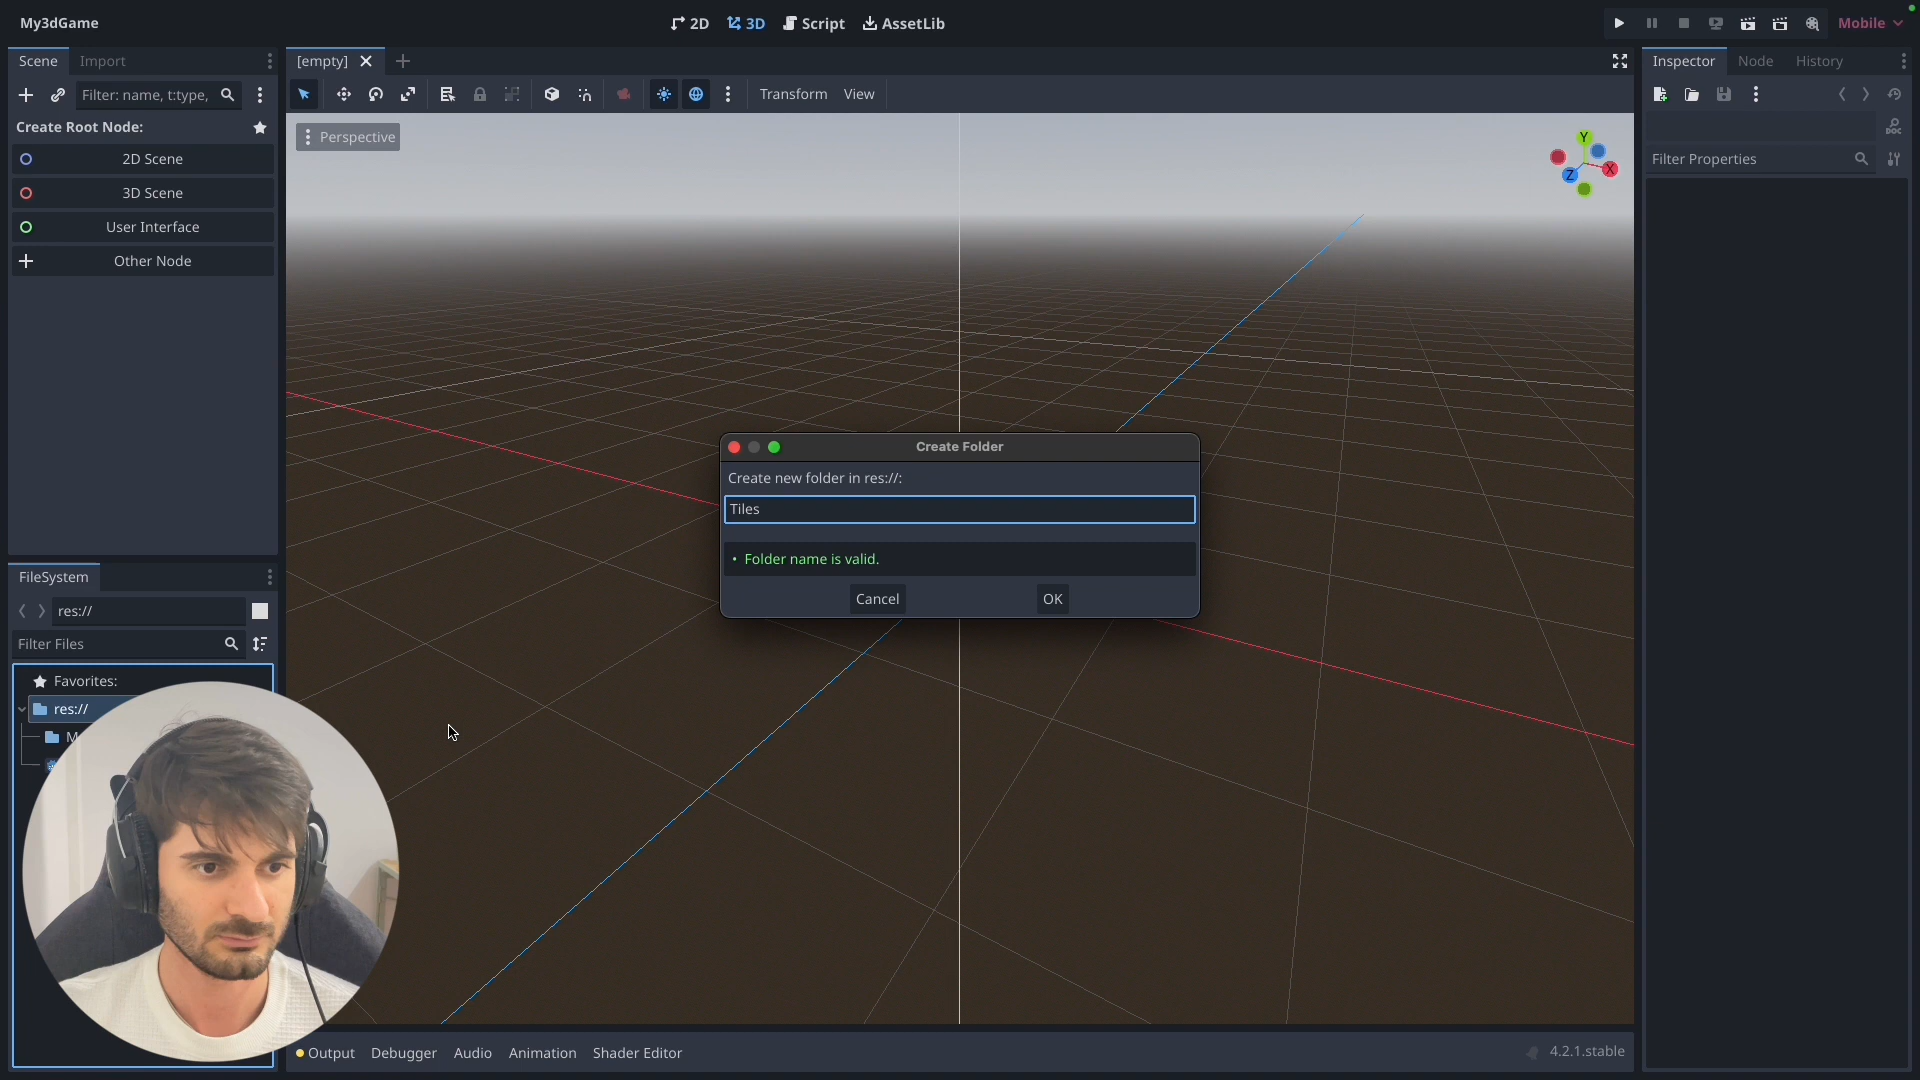 My3dGame
2D
3D
Script
AssetLib
Mobile
Scene
Import
[empty]
Inspector
Node
History
Filter: name, t:type,
Transform
View
Create Root Node:
Perspective
2D Scene
3D Scene
User Interface
Other Node
Y
X
Z
DOC
Filter Properties
Create Folder
Create new folder in res://:
Tiles
• Folder name is valid.
Cancel
OK
FileSystem
res://
Filter Files
Favorites:
res://
Output
Debugger
Audio
Animation
Shader Editor
4.2.1.stable